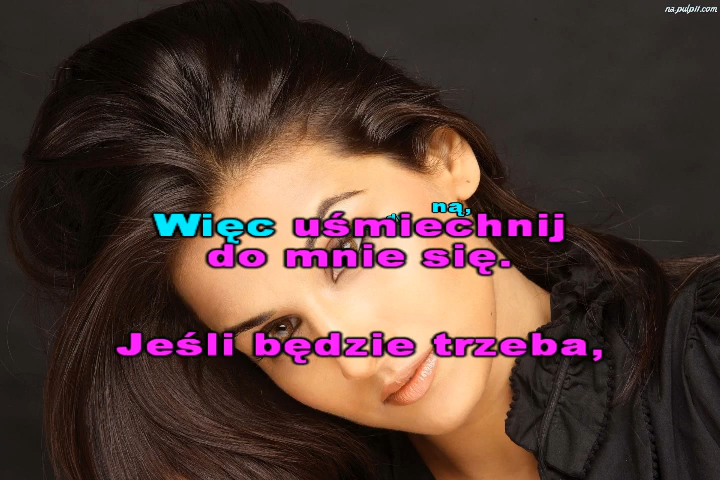 na-pulpit.com
ną,
Więc uśmiechnij
do mnie się.
Jeśli będzie trzeba,